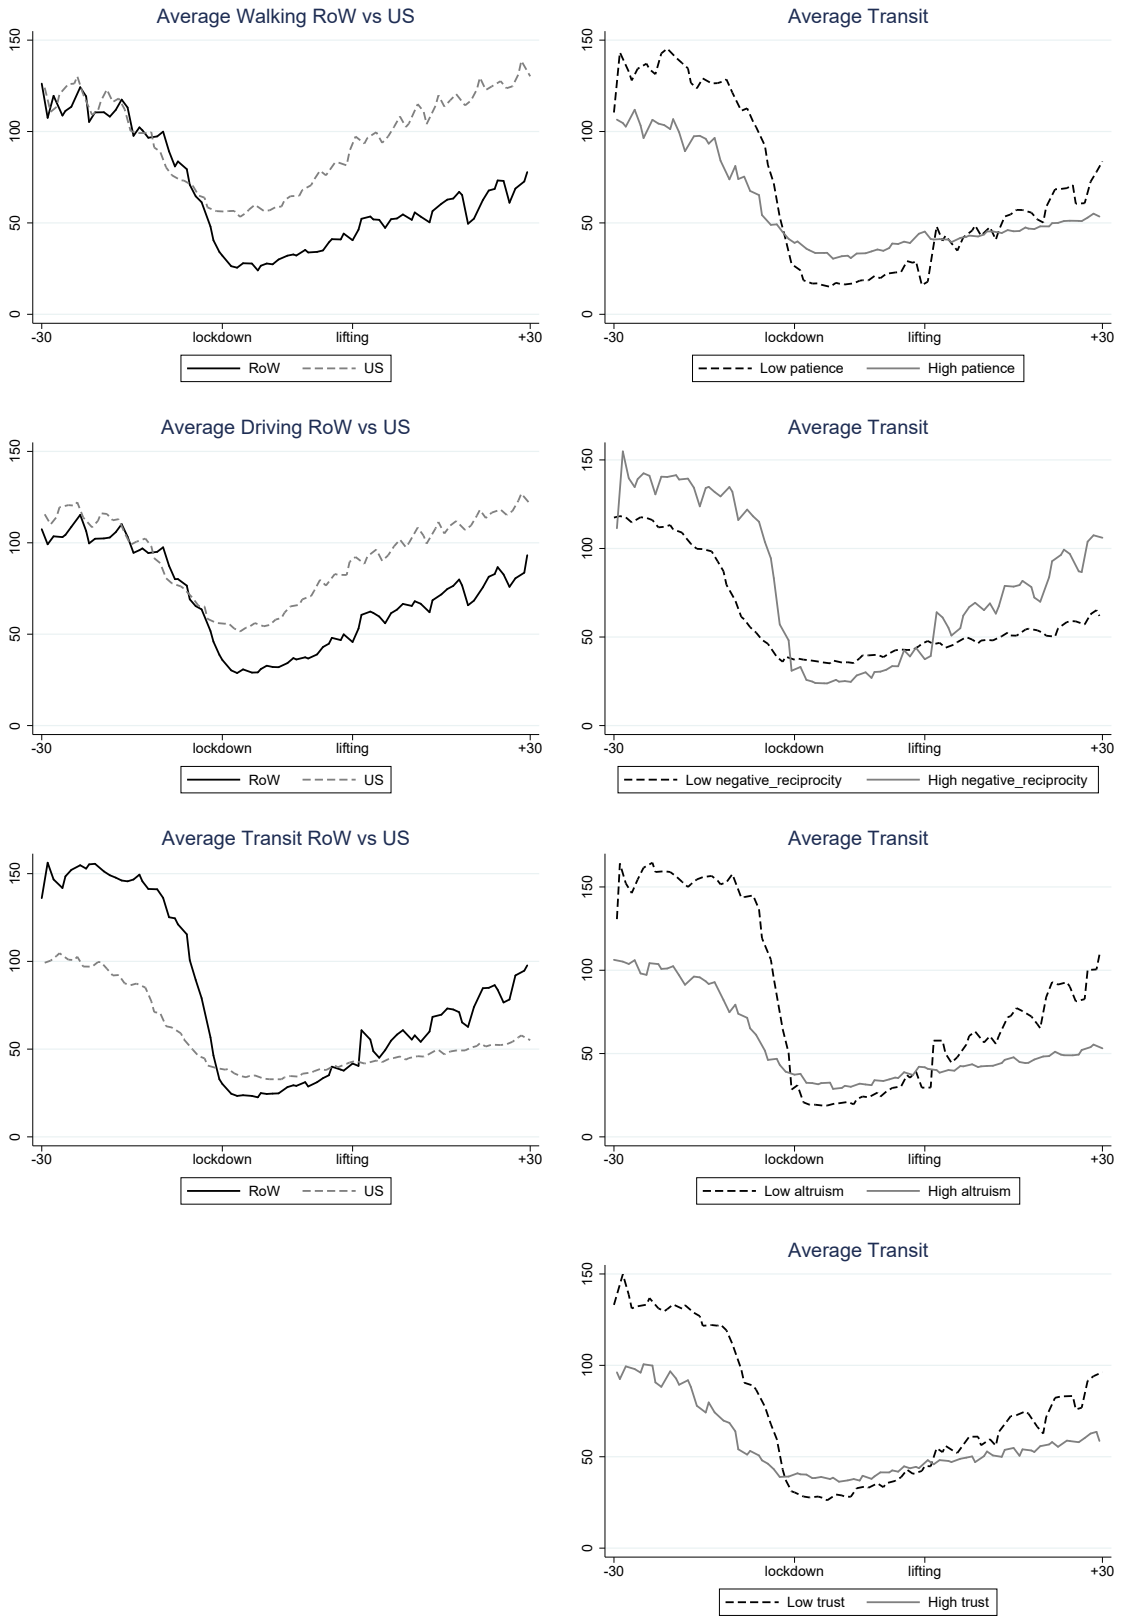 Average Walking RoW vs US
150
100
50
0
-30 lockdown lifting +30
RoW US
Average Transit
150
100
50
0
-30 lockdown lifting +30
Low patience High patience
Average Driving RoW vs US
150
100
50
0
-30 lockdown lifting +30
RoW US
Average Transit
150
100
50
0
-30 lockdown lifting +30
Low negative_reciprocity High negative_reciprocity
Average Transit RoW vs US
150
100
50
0
-30 lockdown lifting +30
RoW US
Average Transit
150
100
50
0
-30 lockdown lifting +30
Low altruism High altruism
Average Transit
150
100
50
0
-30 lockdown lifting +30
Low trust High trust